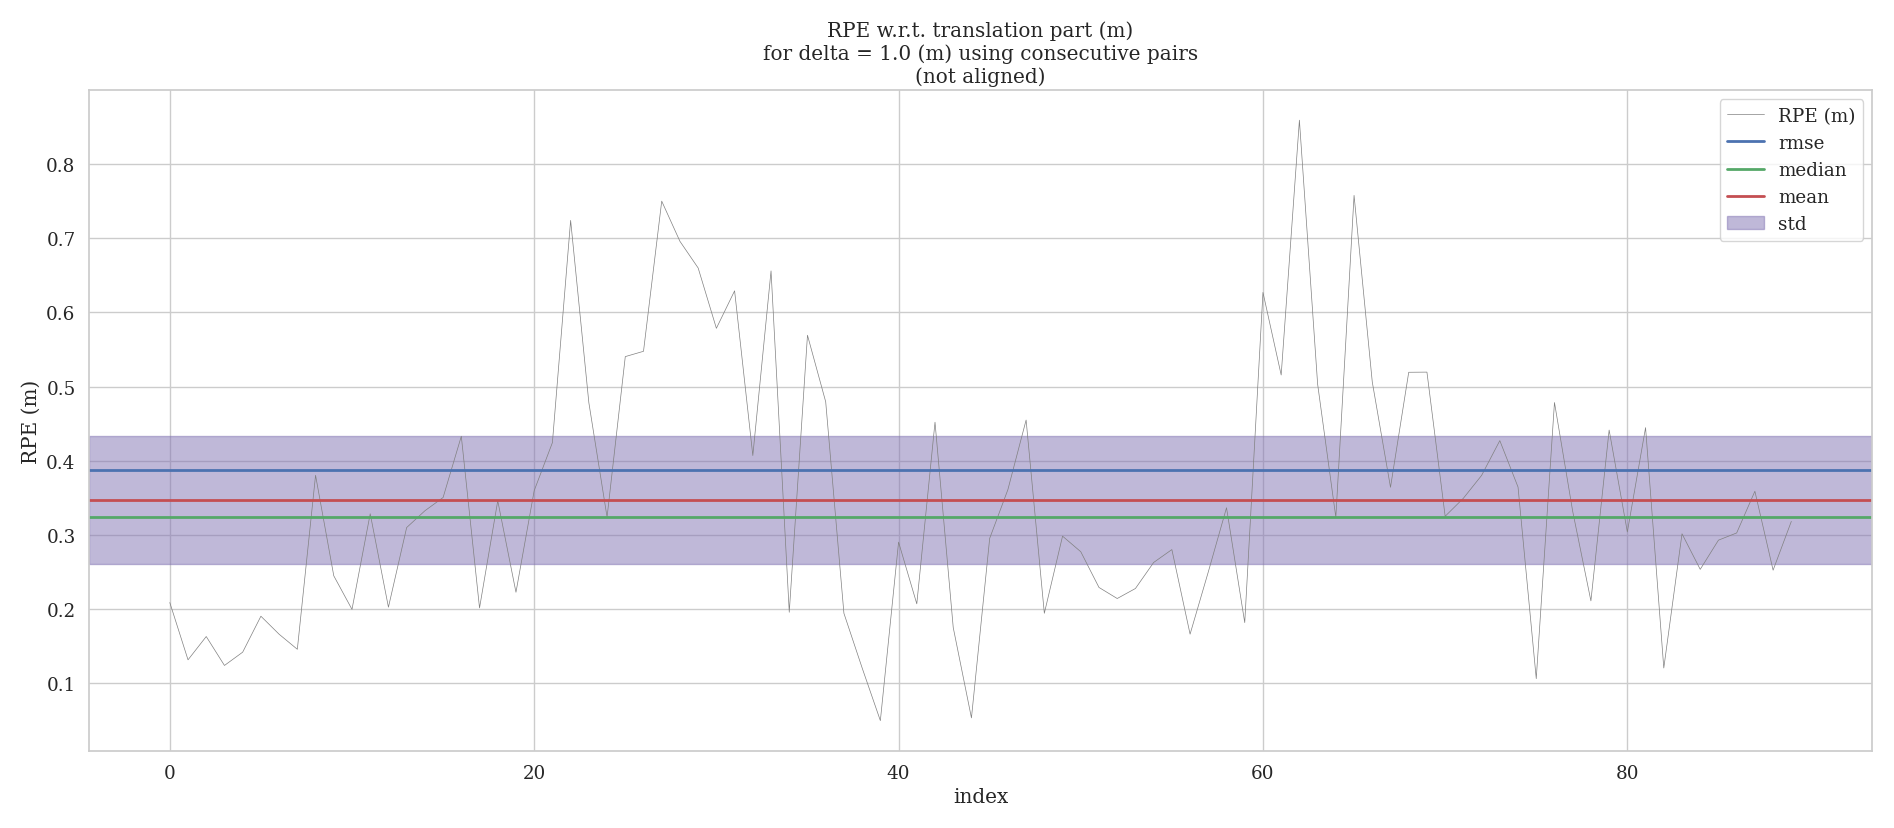 RPE w.r.t. translation part (m)
for delta = 1.0 (m) using consecutive pairs
(not aligned)
RPE (m)
rmse
median
mean
std
0.8
0.7
0.6
0.5
0.4
0.3
0.2
0.1
RPE (m)
0
20
40
60
80
index